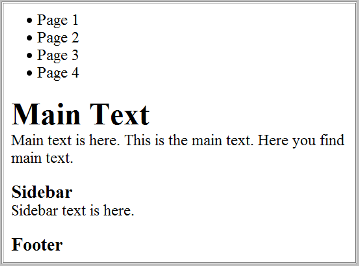 Page 1
Page 2
Page 3
Page 4
Main Text
Main text is here. This is the main text. Here you find
main text.
Sidebar
Sidebar text is here.
Footer